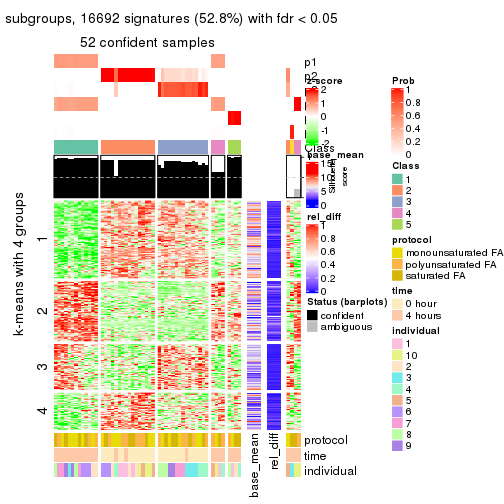 subgroups, 16692 signatures (52.8%) with fdr < 0.05
52 confident samples
p1
p2
Class
silhouette
score
k-means with 4 groups
1
2
3
4
protocol
time
individual
base_mean
rel_diff
z-score
2
1
0
-1
-2
base_mean
15
10
5
0
rel_diff
1
0.8
0.6
0.4
0.2
0
Status (barplots)
confident
ambiguous
Prob
1
0.8
0.6
0.4
0.2
0
Class
1
2
3
4
5
protocol
monounsaturated FA
polyunsaturated FA
saturated FA
time
0 hour
4 hours
individual
1
10
2
3
4
5
6
7
8
9